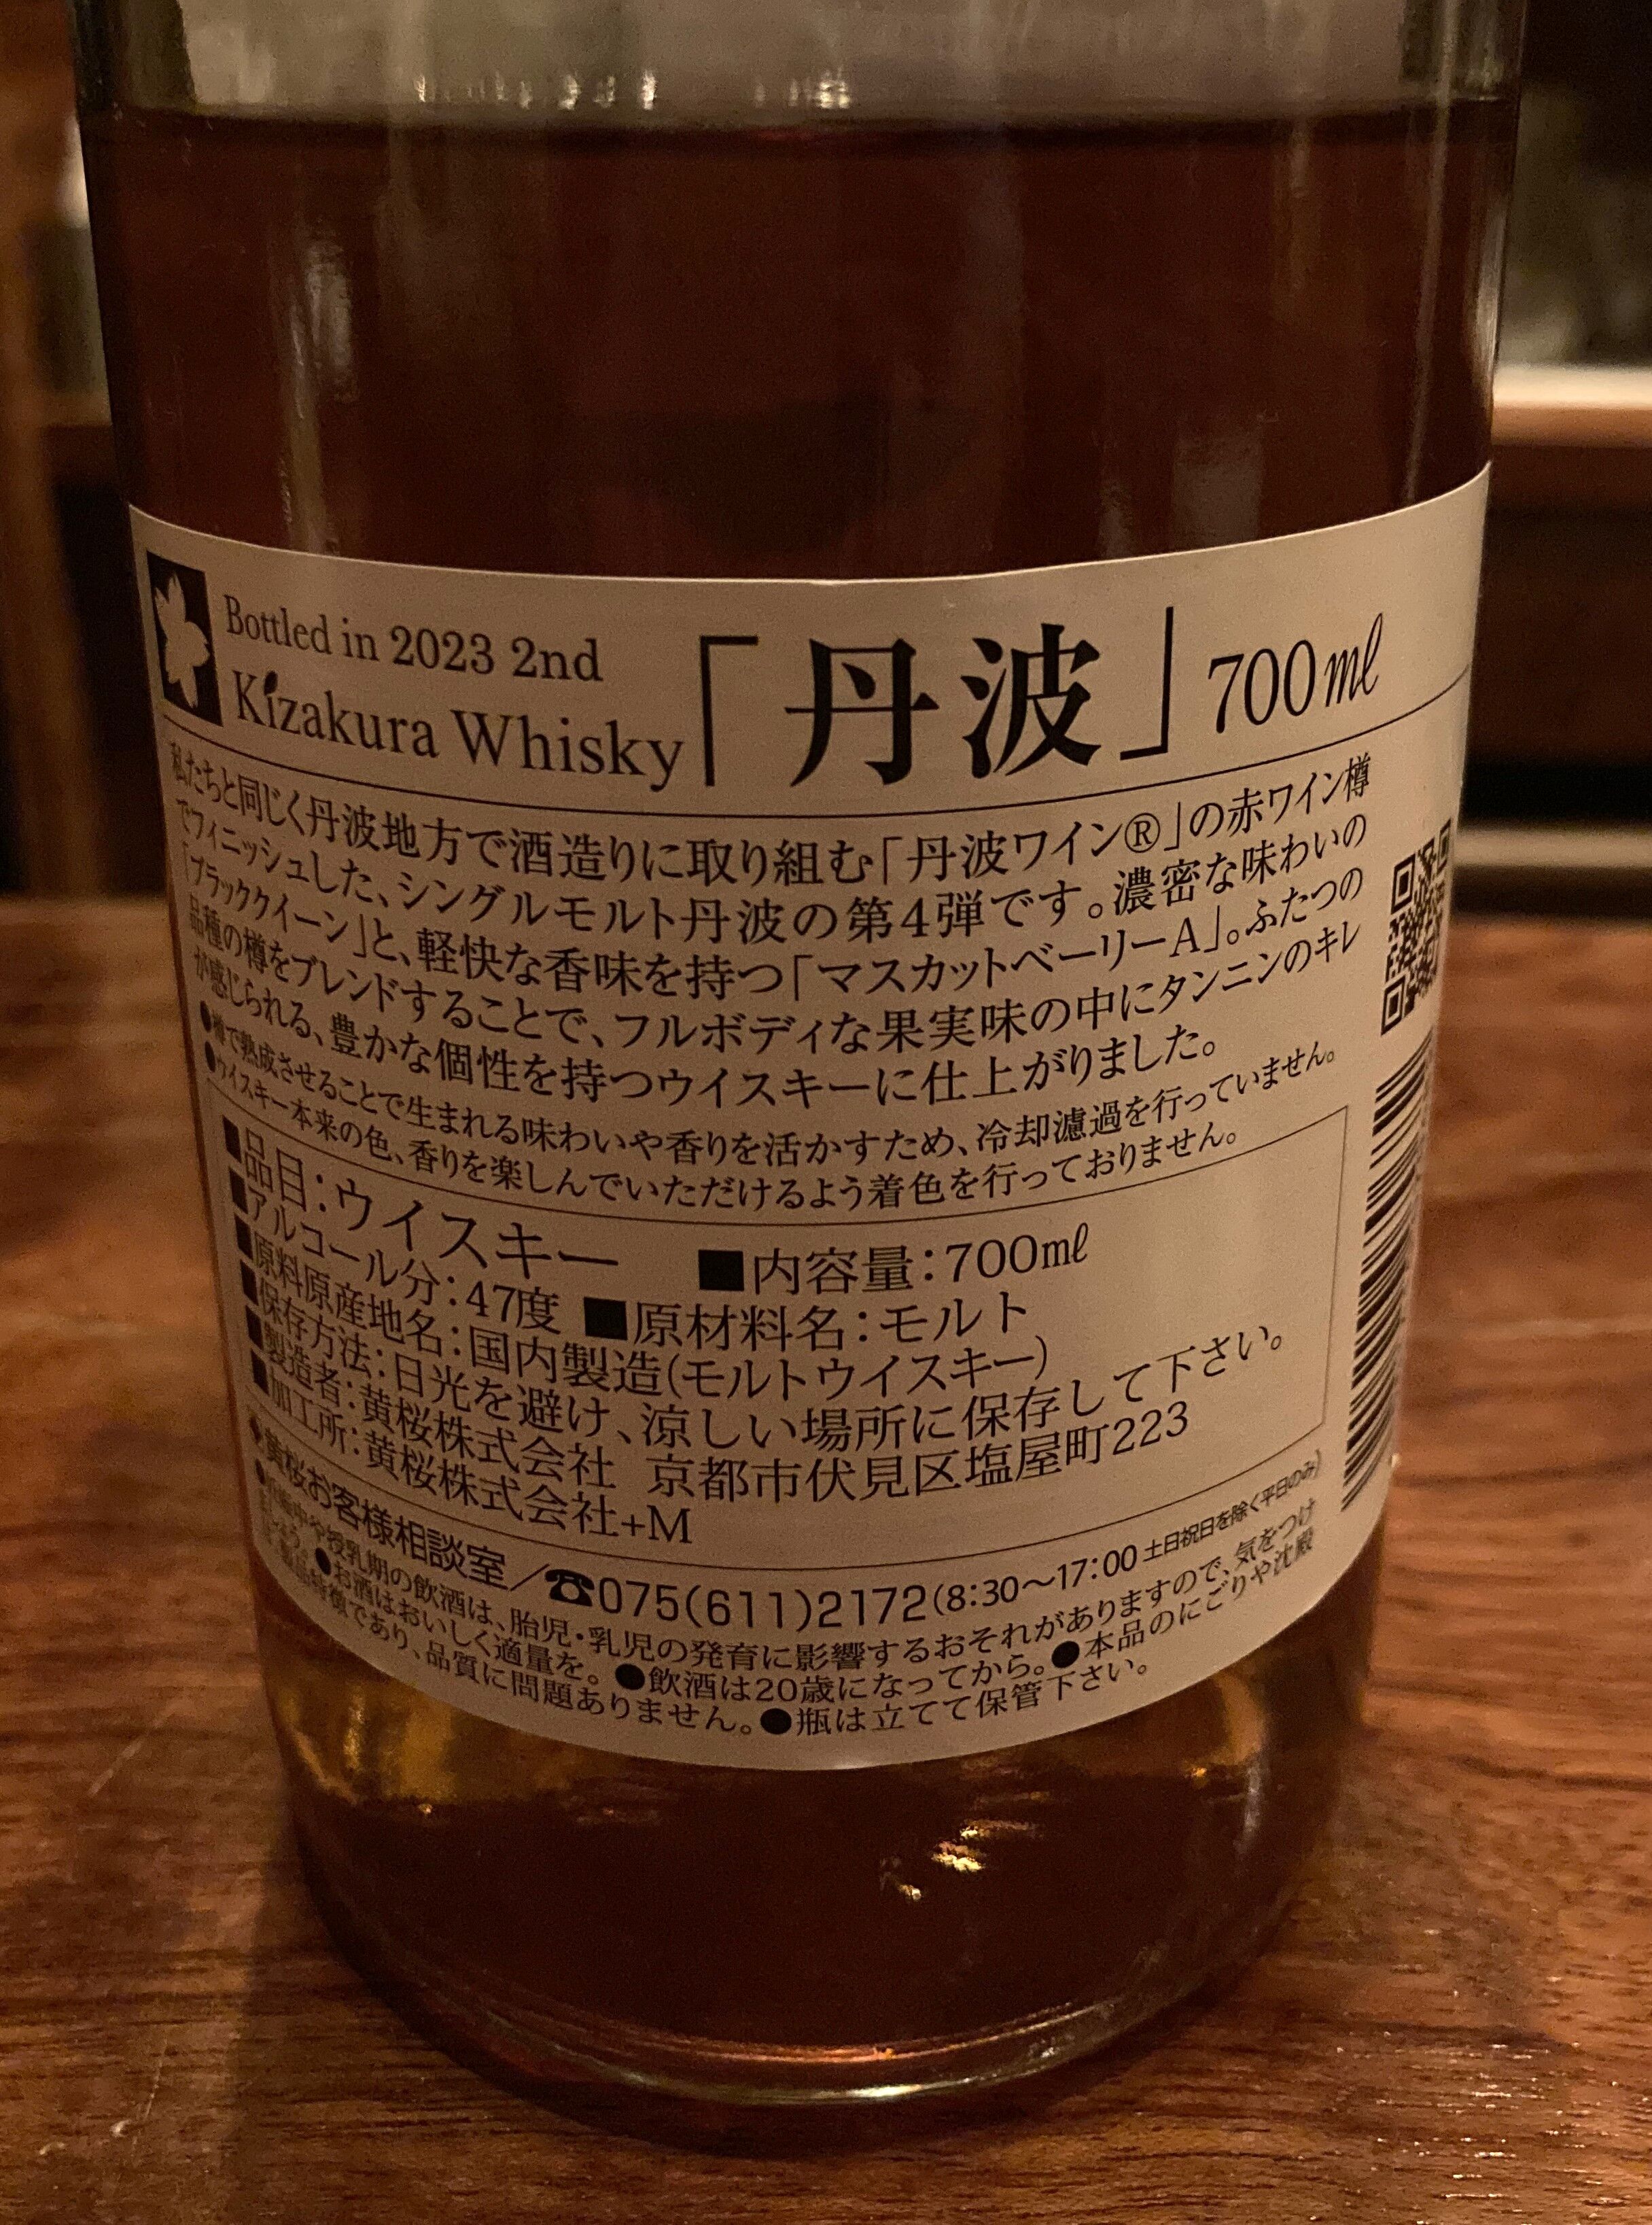 Bottled in 2023 2nd
Kizakura Whisky「丹波」700ml
私たちと同じく丹波地方で酒造りに取り組む「丹波ワイン®」の赤ワイン樽
でフィニッシュした、シングルモルト丹波の第4弾です。濃密な味わいの
「ブラッククイーン」と、軽快な香味を持つ「マスカットベーリーA」。ふたつの
品種の樽をブレンドすることで、フルボディな果実味の中にタンニンのキレ
が感じられる、豊かな個性を持つウイスキーに仕上がりました。
●樽で熟成させることで生まれる味わいや香りを活かすため、冷却濾過を行っていません。
●ウイスキー本来の色、香りを楽しんでいただけるよう着色を行っておりません。
■品目：ウイスキー ■内容量：700ml
■アルコール分：47度 ■原材料名：モルト
■原料原産地名：国内製造(モルトウイスキー)
■保存方法：日光を避け、涼しい場所に保存して下さい。
■製造者：黄桜株式会社 京都市伏見区塩屋町223
■加工所：黄桜株式会社+M
●黄桜お客様相談室／☎075(611)2172(8:30～17:00 土日祝日を除く平日のみ)
●妊娠中や授乳期の飲酒は、胎児・乳児の発育に影響するおそれがありますので、気をつけ
ましょう。●お酒はおいしく適量を。●飲酒は20歳になってから。●本品のにごりや沈殿
製品特徴であり、品質に問題ありません。●瓶は立てて保管下さい。